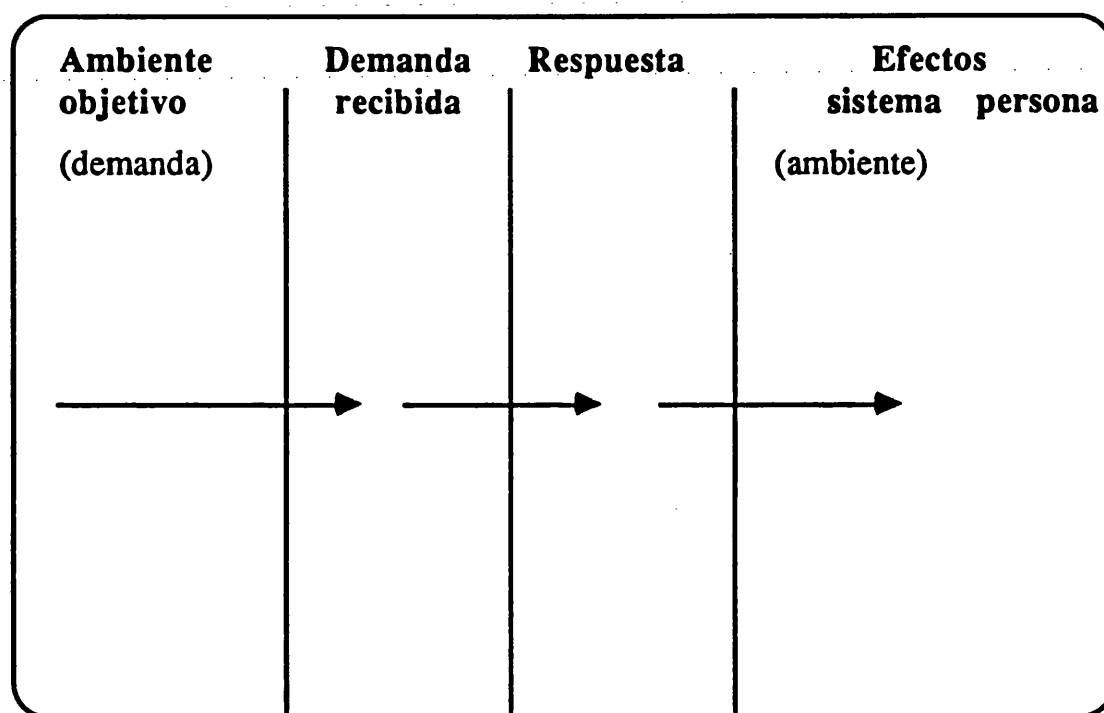 Ambiente
objetivo
(demanda)
Demanda
recibida
Respuesta
Efectos
sistema persona
(ambiente)